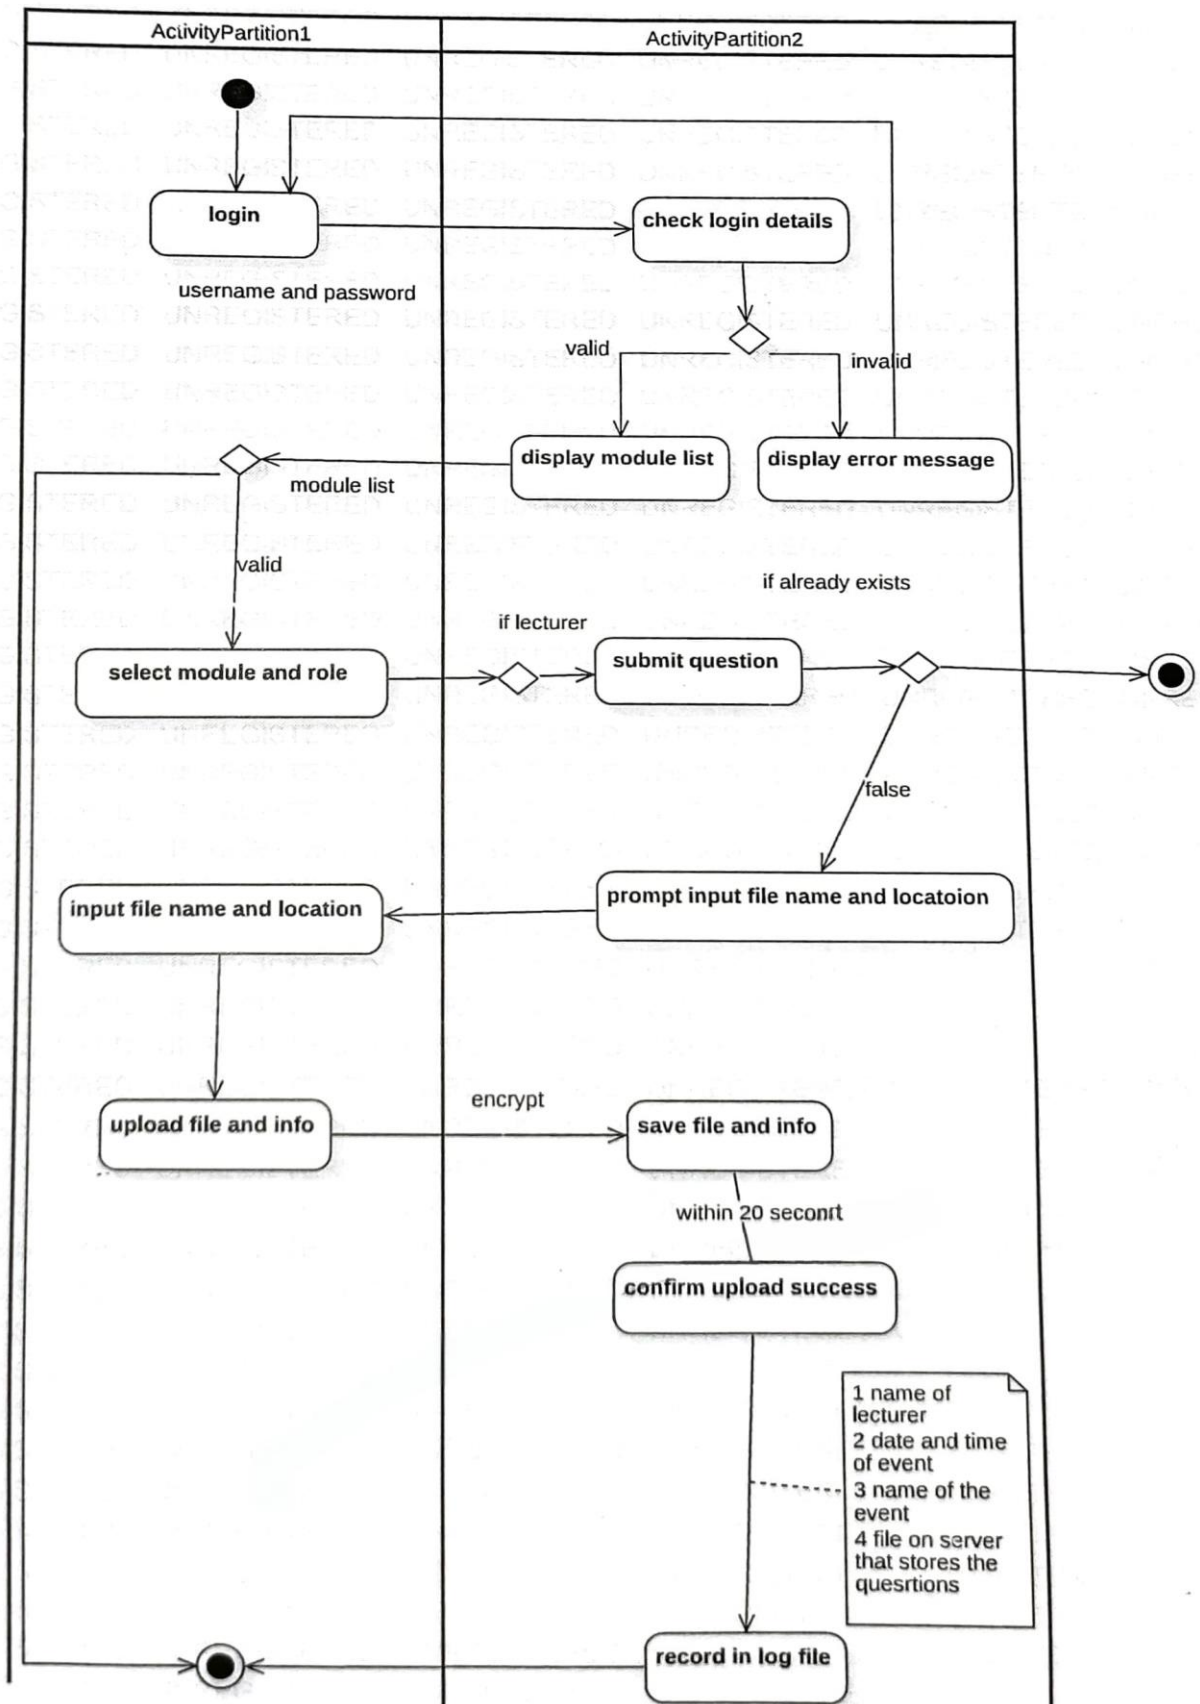 ActivityPartition1
ActivityPartition2
login
check login details
username and password
valid
invalid
display module list
display error message
module list
valid
if already exists
if lecturer
select module and role
submit question
false
input file name and location
prompt input file name and locatoion
encrypt
upload file and info
save file and info
within 20 seconrt
confirm upload success
1 name of
lecturer
2 date and time
of event
3 name of the
event
4 file on server
that stores the
quesrtions
record in log file